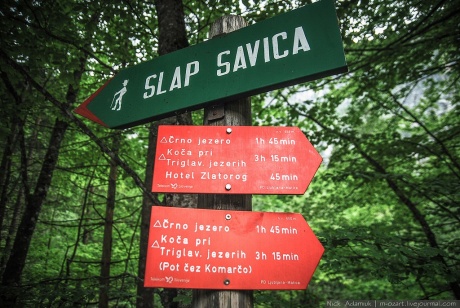 SLAP SAVICA
Črno jezero 1h 45min
Koča pri
Triglav. jezerih 3h 15min
Hotel Zlatorog 45min
Črno jezero 1h 45min
Koča pri
Triglav. jezerih 3h 15min
(Pot čez Komarčo)
Nick Adamiuk / m-ozart.livejournal.com